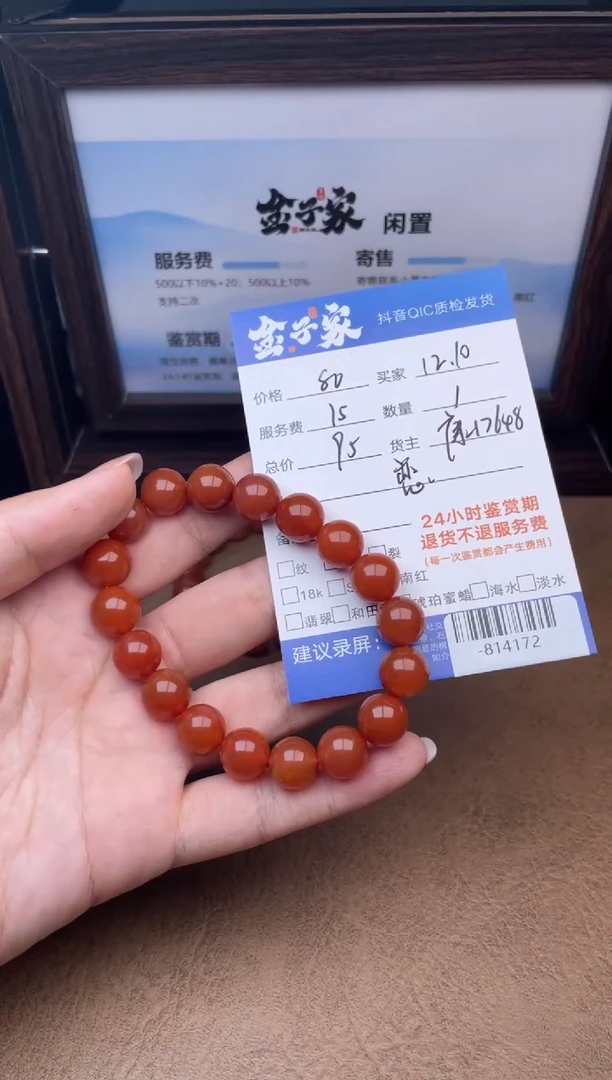 金子家 闲置
服务费
500以下10%+20; 500以上10%
支持二次
寄售
鉴赏期
金子家 抖音QIC质检发货
价格 80 买家 12.10
服务费 15 数量 1
总价 95 货主
恋
24小时鉴赏期
退货不退服务费
(每一次鉴赏都会产生费用)
纹 裂
18k 南红
翡翠 和田 琥珀蜜蜡 海水 淡水
建议录屏:
-814172